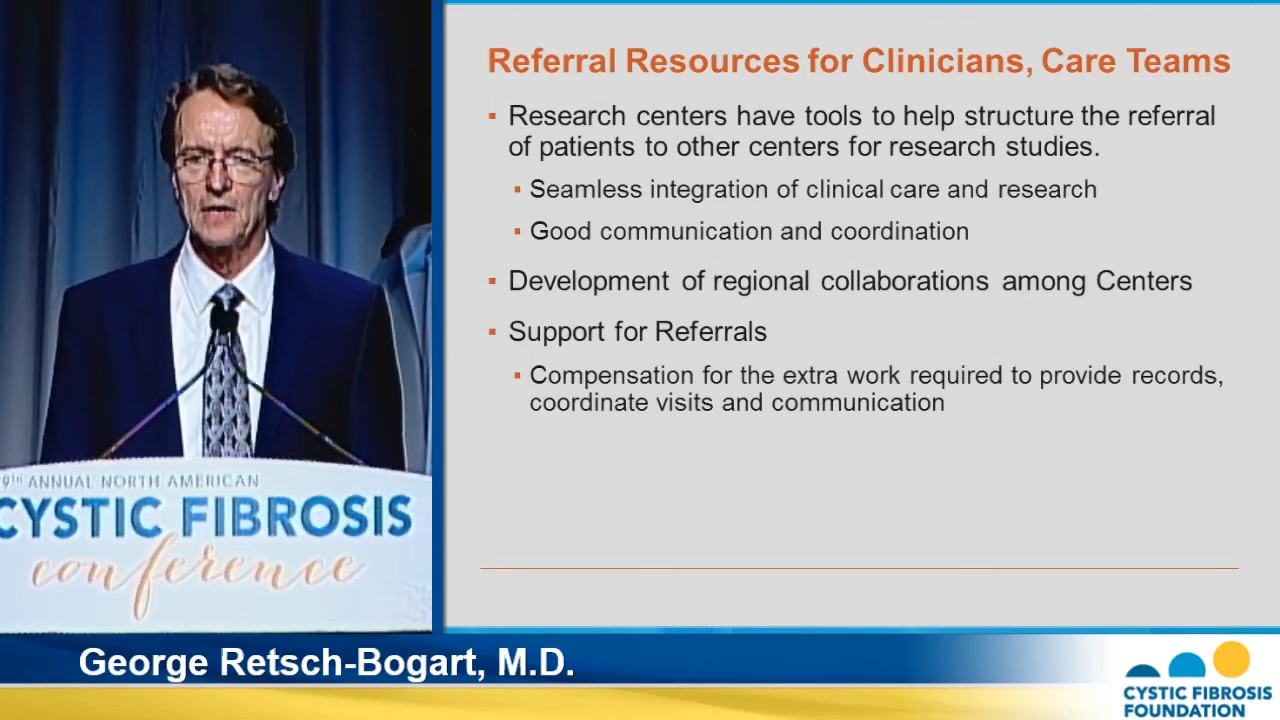 Referral Resources for Clinicians, Care Teams
▪ Research centers have tools to help structure the referral
of patients to other centers for research studies.
▪ Seamless integration of clinical care and research
▪ Good communication and coordination
▪ Development of regional collaborations among Centers
▪ Support for Referrals
▪ Compensation for the extra work required to provide records,
coordinate visits and communication
9th ANNUAL NORTH AMERICAN
CYSTIC FIBROSIS
conference
George Retsch-Bogart, M.D.
CYSTIC FIBROSIS
FOUNDATION